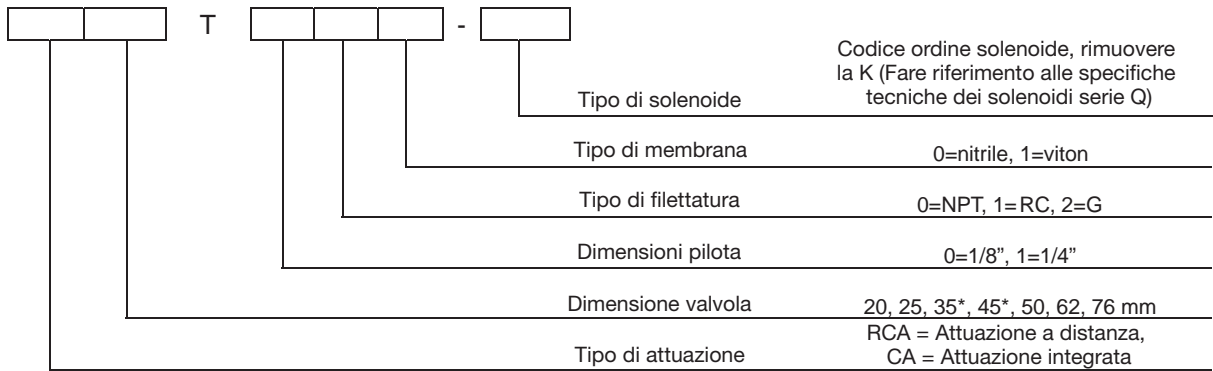 T -
Codice ordine solenoide, rimuovere
la K (Fare riferimento alle specifiche
tecniche dei solenoidi serie Q)
Tipo di solenoide
Tipo di membrana 0=nitrile, 1=viton
Tipo di filettatura 0=NPT, 1=RC, 2=G
Dimensioni pilota 0=1/8”, 1=1/4”
Dimensione valvola 20, 25, 35*, 45*, 50, 62, 76 mm
RCA = Attuazione a distanza,
Tipo di attuazione CA = Attuazione integrata